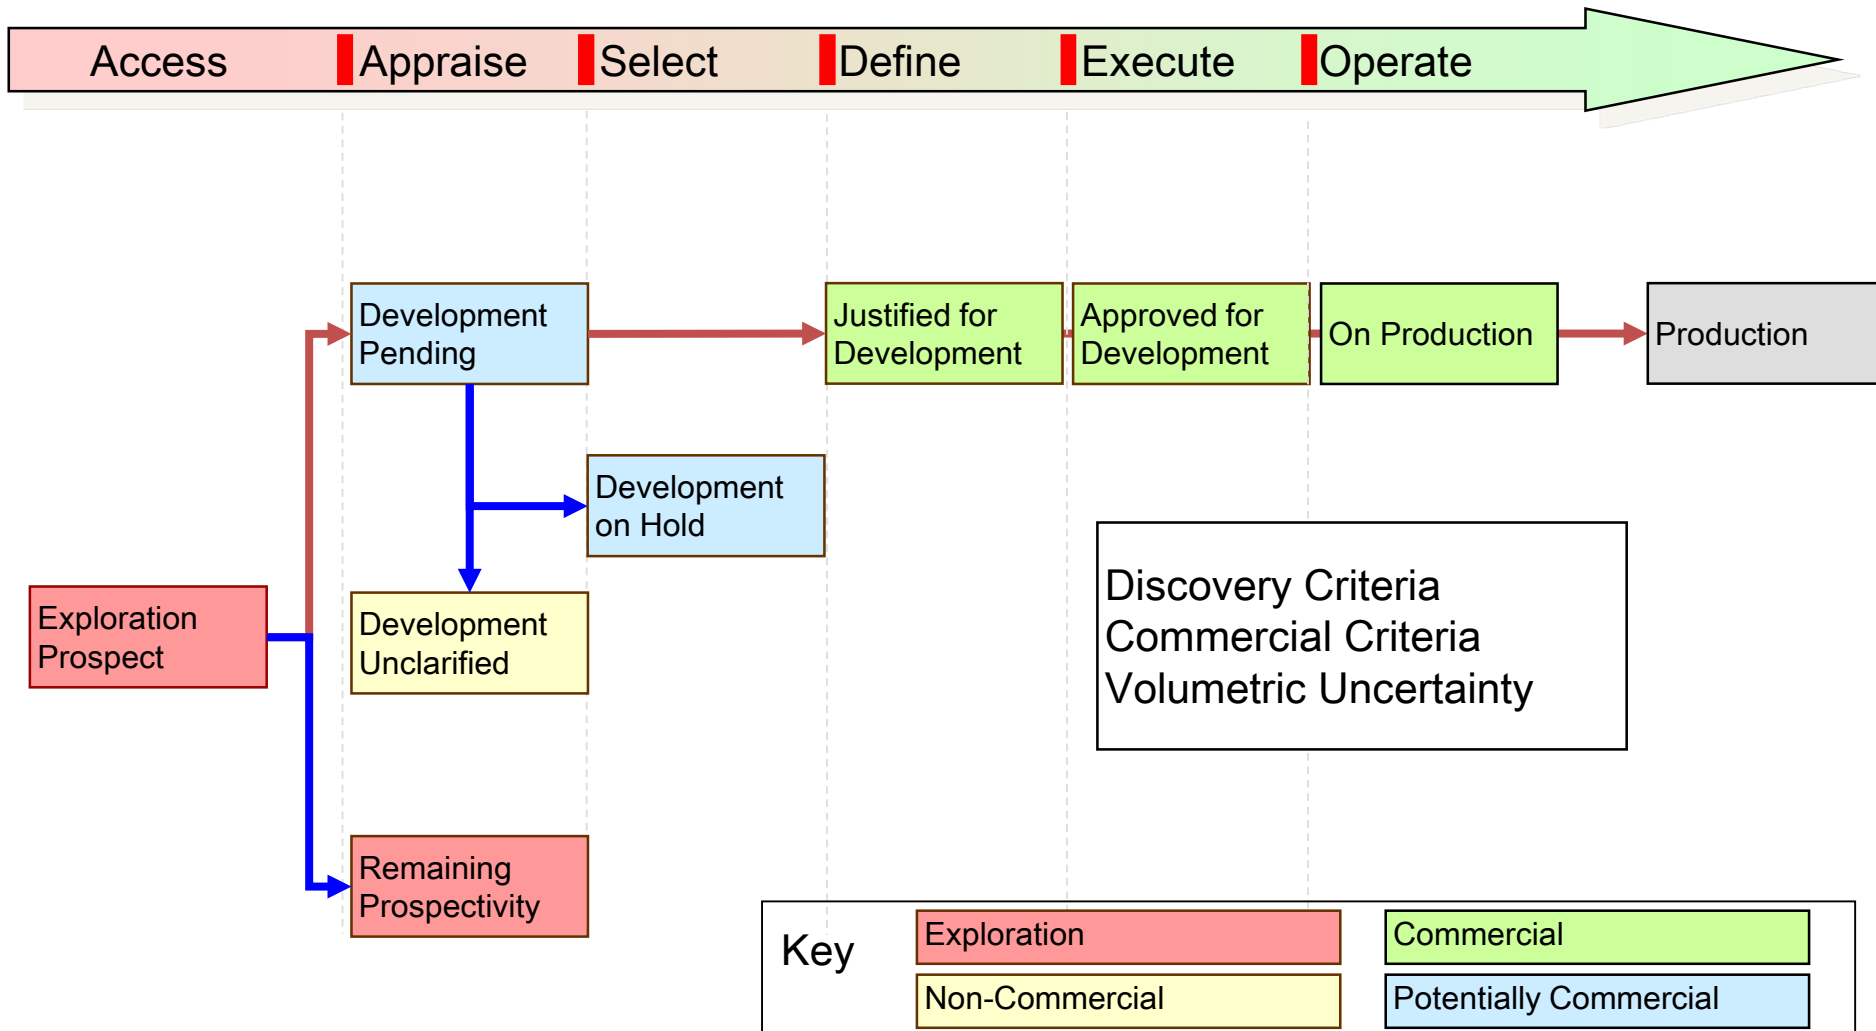 Access
Appraise
Select
Define
Execute
Operate
Development
Pending
Justified for
Development
Approved for
Development
On Production
Production
Development
on Hold
Exploration
Prospect
Development
Unclarified
Discovery Criteria
Commercial Criteria
Volumetric Uncertainty
Remaining
Prospectivity
Key
Exploration
Commercial
Non-Commercial
Potentially Commercial